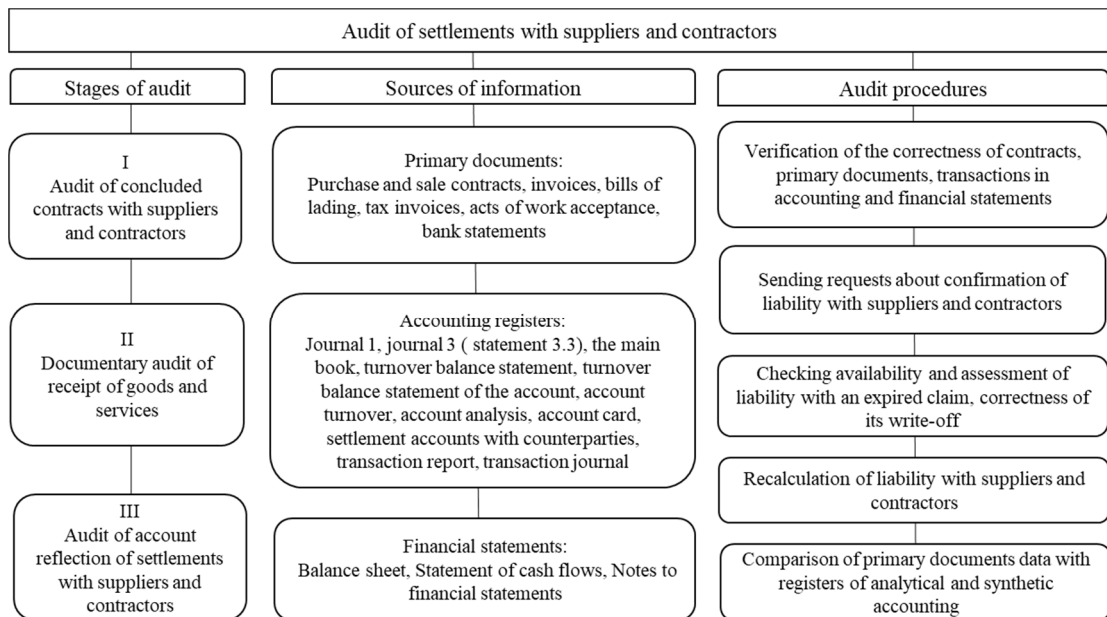 Audit of settlements with suppliers and contractors
Stages of audit
I
Audit of concluded
contracts with suppliers
and contractors
II
Documentary audit of
receipt of goods and
services
III
Audit of account
reflection of settlements
with suppliers and
contractors
Sources of information
Primary documents:
Purchase and sale contracts, invoices, bills of
lading, tax invoices, acts of work acceptance,
bank statements
Accounting registers:
Journal 1, journal 3 ( statement 3.3), the main
book, turnover balance statement, turnover
balance statement of the account, account
turnover, account analysis, account card,
settlement accounts with counterparties,
transaction report, transaction journal
Financial statements:
Balance sheet, Statement of cash flows, Notes to
financial statements
Audit procedures
Verification of the correctness of contracts,
primary documents, transactions in
accounting and financial statements
Sending requests about confirmation of
liability with suppliers and contractors
Checking availability and assessment of
liability with an expired claim, correctness of
its write-off
Recalculation of liability with suppliers and
contractors
Comparison of primary documents data with
registers of analytical and synthetic
accounting